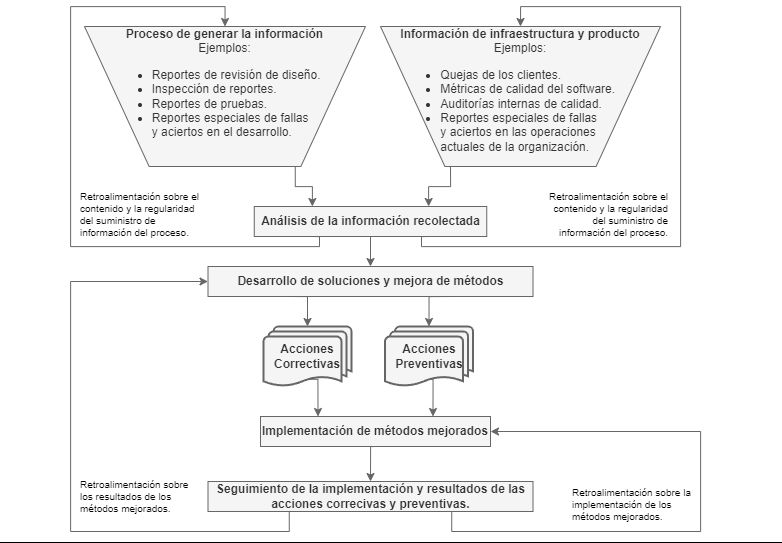 Proceso de generar la información
Ejemplos:
• Reportes de revisión de diseño.
• Inspección de reportes.
• Reportes de pruebas.
• Reportes especiales de fallas
y aciertos en el desarrollo.
Información de infraestructura y producto
Ejemplos:
• Quejas de los clientes.
• Métricas de calidad del software.
• Auditorías internas de calidad.
• Reportes especiales de fallas
y aciertos en las operaciones
actuales de la organización.
Retroalimentación sobre el
contenido y la regularidad
del suministro de
información del proceso.
Retroalimentación sobre el
contenido y la regularidad
del suministro de
información del proceso.
Análisis de la información recolectada
Desarrollo de soluciones y mejora de métodos
Acciones
Correctivas
Acciones
Preventivas
Implementación de métodos mejorados
Retroalimentación sobre
los resultados de los
métodos mejorados.
Seguimiento de la implementación y resultados de las
acciones correcivas y preventivas.
Retroalimentación sobre la
implementación de los
métodos mejorados.